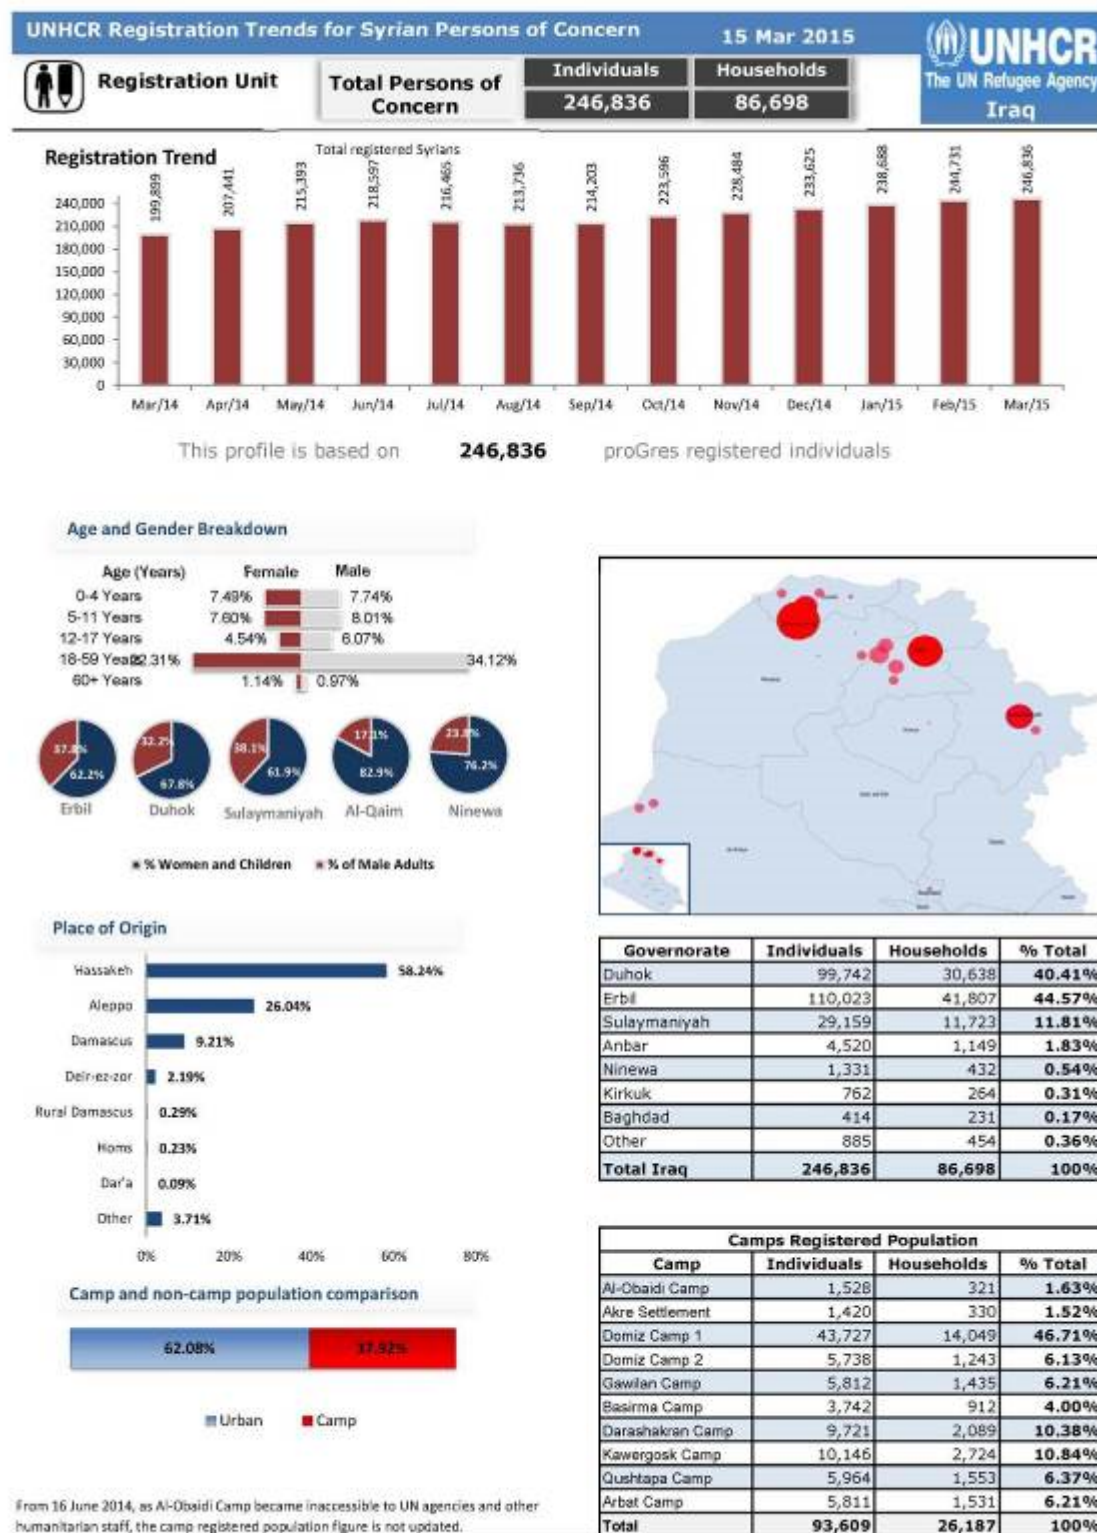 UNHCR Registration Trends for Syrian Persons of Concern 15 Mar 2015
UNHCR
The UN Refugee Agency
Iraq
Registration Unit
Total Persons of Concern
Individuals Households
246,836 86,698
Registration Trend
Total registered Syrians
199,899 207,441 215,393 218,597 216,465 213,736 214,203 223,596 228,484 233,625 238,688 244,731 246,836
240,000
210,000
180,000
150,000
120,000
90,000
60,000
30,000
0
Mar/14 Apr/14 May/14 Jun/14 Jul/14 Aug/14 Sep/14 Oct/14 Nov/14 Dec/14 Jan/15 Feb/15 Mar/15
This profile is based on 246,836 proGres registered individuals
Age and Gender Breakdown
Age (Years) Female Male
0-4 Years 7.49% 7.74%
5-11 Years 7.60% 8.01%
12-17 Years 4.54% 6.07%
18-59 Years 22.31% 34.12%
60+ Years 1.14% 0.97%
37.8% 62.2%
32.2% 67.8%
38.1% 61.9%
17.1% 82.9%
23.8% 76.2%
Erbil Duhok Sulaymaniyah Al-Qaim Ninewa
% Women and Children % of Male Adults
Place of Origin
Hassakeh 58.24%
Aleppo 26.04%
Damascus 9.21%
Deir-ez-zor 2.19%
Rural Damascus 0.29%
Homs 0.23%
Dar'a 0.09%
Other 3.71%
0% 20% 40% 60% 80%
Camp and non-camp population comparison
62.08% 37.92%
Urban Camp
From 16 June 2014, as Al-Obaidi Camp became inaccessible to UN agencies and other
humanitarian staff, the camp registered population figure is not updated.
Governorate Individuals Households % Total
Duhok 99,742 30,638 40.41%
Erbil 110,023 41,807 44.57%
Sulaymaniyah 29,159 11,723 11.81%
Anbar 4,520 1,149 1.83%
Ninewa 1,331 432 0.54%
Kirkuk 762 264 0.31%
Baghdad 414 231 0.17%
Other 885 454 0.36%
Total Iraq 246,836 86,698 100%
Camps Registered Population
Camp Individuals Households % Total
Al-Obaidi Camp 1,528 321 1.63%
Akre Settlement 1,420 330 1.52%
Domiz Camp 1 43,727 14,049 46.71%
Domiz Camp 2 5,738 1,243 6.13%
Gawilan Camp 5,812 1,435 6.21%
Basirma Camp 3,742 912 4.00%
Darashakran Camp 9,721 2,089 10.38%
Kawergosk Camp 10,146 2,724 10.84%
Qushtapa Camp 5,964 1,553 6.37%
Arbat Camp 5,811 1,531 6.21%
Total 93,609 26,187 100%